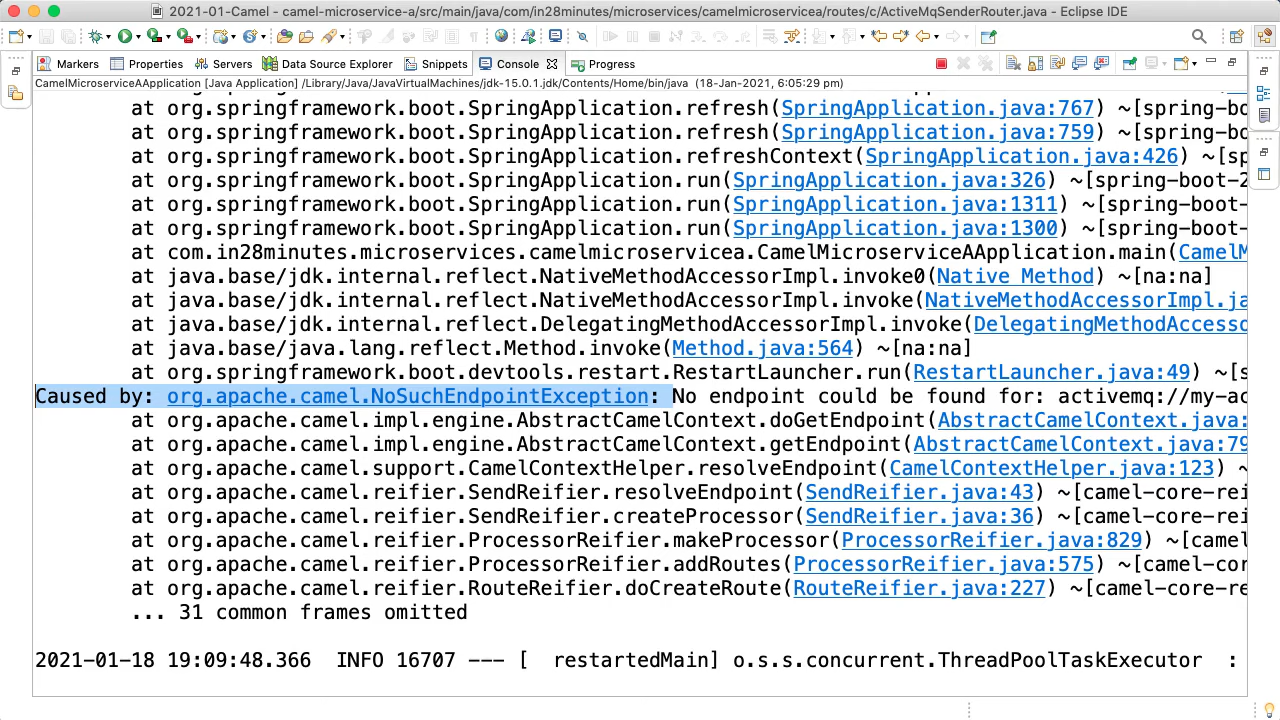 2021-01-Camel - camel-microservice-a/src/main/java/com/in28minutes/microservices/camelmicroservicea/routes/c/ActiveMqSenderRouter.java - Eclipse IDE
Markers Properties Servers Data Source Explorer Snippets Console Progress
CamelMicroserviceAApplication [Java Application] /Library/Java/JavaVirtualMachines/jdk-15.0.1.jdk/Contents/Home/bin/java (18-Jan-2021, 6:05:29 pm)
at org.springframework.boot.SpringApplication.refresh(SpringApplication.java:767) ~[spring-bo
at org.springframework.boot.SpringApplication.refresh(SpringApplication.java:759) ~[spring-bo
at org.springframework.boot.SpringApplication.refreshContext(SpringApplication.java:426) ~[sp
at org.springframework.boot.SpringApplication.run(SpringApplication.java:326) ~[spring-boot-2
at org.springframework.boot.SpringApplication.run(SpringApplication.java:1311) ~[spring-boot-
at org.springframework.boot.SpringApplication.run(SpringApplication.java:1300) ~[spring-boot-
at com.in28minutes.microservices.camelmicroservicea.CamelMicroserviceAApplication.main(CamelM
at java.base/jdk.internal.reflect.NativeMethodAccessorImpl.invoke0(Native Method) ~[na:na]
at java.base/jdk.internal.reflect.NativeMethodAccessorImpl.invoke(NativeMethodAccessorImpl.ja
at java.base/jdk.internal.reflect.DelegatingMethodAccessorImpl.invoke(DelegatingMethodAccesso
at java.base/java.lang.reflect.Method.invoke(Method.java:564) ~[na:na]
at org.springframework.boot.devtools.restart.RestartLauncher.run(RestartLauncher.java:49) ~[s
Caused by: org.apache.camel.NoSuchEndpointException: No endpoint could be found for: activemq://my-ac
at org.apache.camel.impl.engine.AbstractCamelContext.doGetEndpoint(AbstractCamelContext.java:
at org.apache.camel.impl.engine.AbstractCamelContext.getEndpoint(AbstractCamelContext.java:79
at org.apache.camel.support.CamelContextHelper.resolveEndpoint(CamelContextHelper.java:123) ~
at org.apache.camel.reifier.SendReifier.resolveEndpoint(SendReifier.java:43) ~[camel-core-rei
at org.apache.camel.reifier.SendReifier.createProcessor(SendReifier.java:36) ~[camel-core-rei
at org.apache.camel.reifier.ProcessorReifier.makeProcessor(ProcessorReifier.java:829) ~[camel
at org.apache.camel.reifier.ProcessorReifier.addRoutes(ProcessorReifier.java:575) ~[camel-cor
at org.apache.camel.reifier.RouteReifier.doCreateRoute(RouteReifier.java:227) ~[camel-core-re
... 31 common frames omitted
2021-01-18 19:09:48.366 INFO 16707 --- [ restartedMain] o.s.s.concurrent.ThreadPoolTaskExecutor :